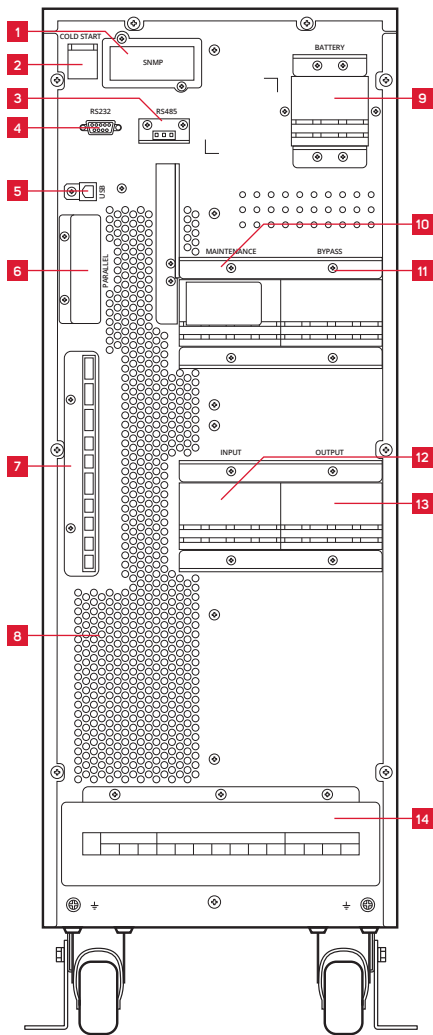 1
COLD START
BATTERY
2
SNMP
3
9
RS232
RS485
4
5
USB
10
MAINTENANCE
BYPASS
6
PARALLEL
11
INPUT
OUTPUT
12
7
13
8
14